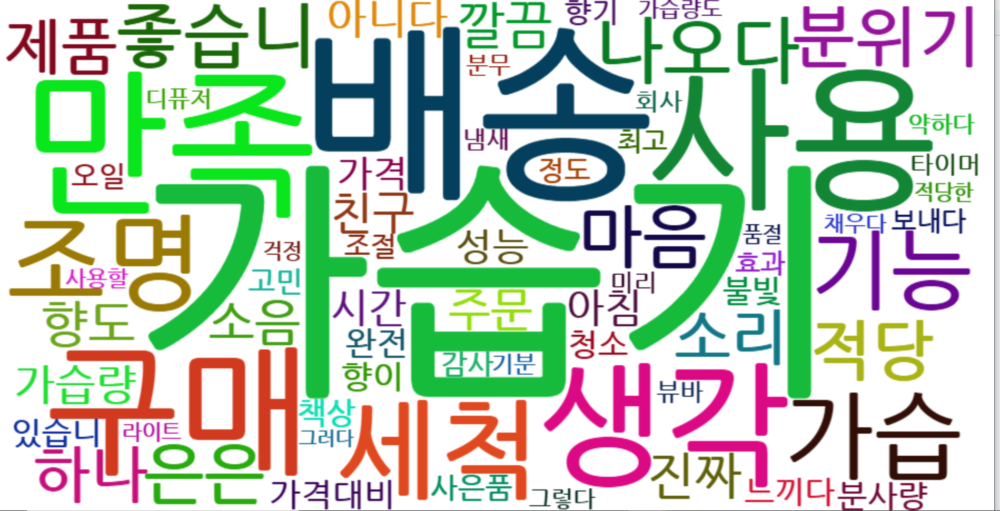 제품
좋습니
아니다
깔끔
향기
가습량도
나오다
분위기
만족
디퓨저
배송
분무
회사
사용
약하다
냄새
최고
오일
가격
정도
타이머
적당한
가습기
친구
마음
채우다
보내다
조명
걱정
조절
성능
품절
기능
사용할
고민
효과
미리
불빛
향도
소음
시간
주문
아침
완전
청소
소리
적당
가습량
구매
향이
감사
기분
생각
뷰바
가습
있습니
라이트
책상
그러다
세척
하나
은은
가격대비
사은품
그렇다
진짜
느끼다
분사량